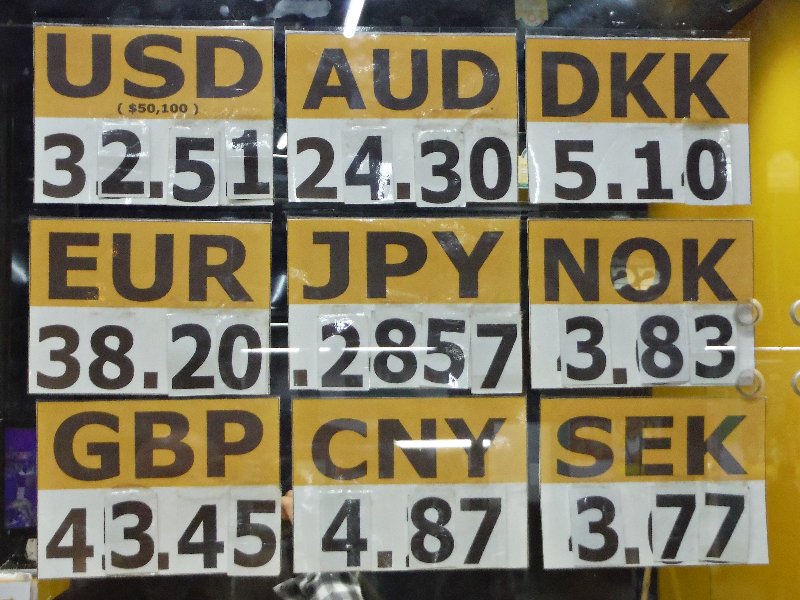 USD
( $50,100 )
32.51
AUD
24.30
DKK
5.10
EUR
38.20
JPY
.2857
NOK
3.83
GBP
43.45
CNY
4.87
SEK
3.77